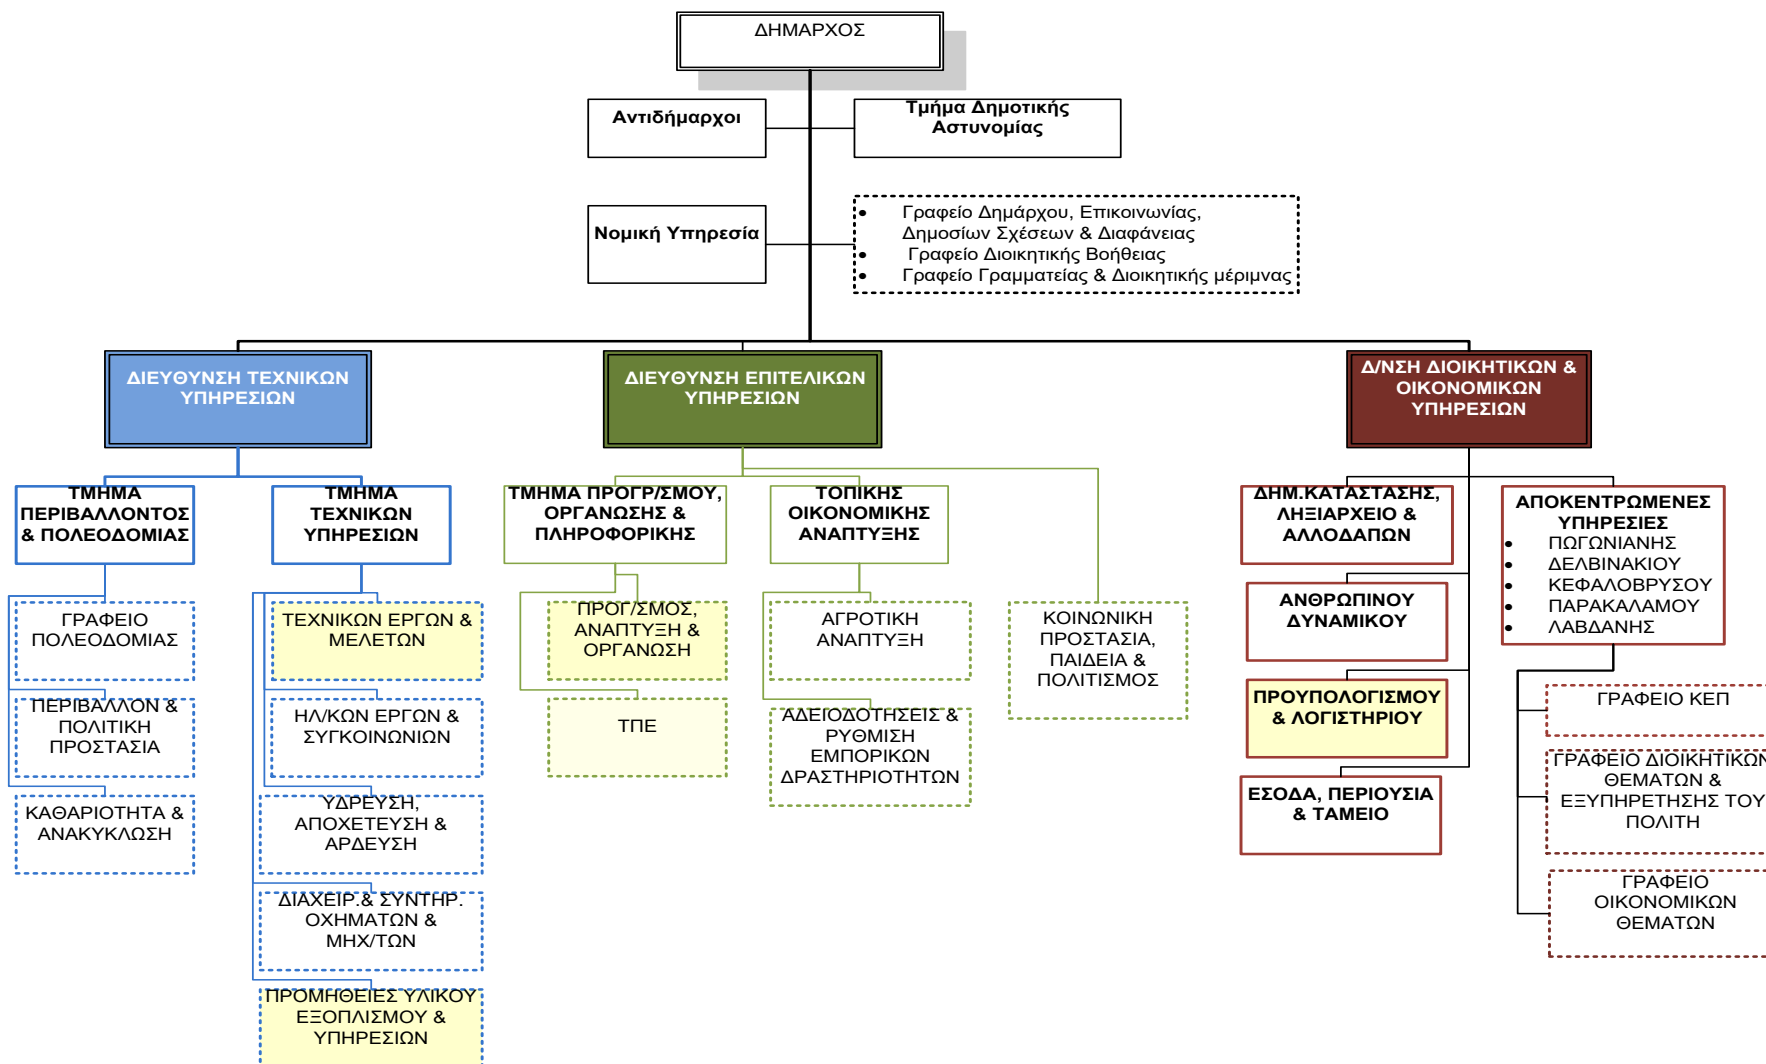 ΔΗΜΑΡΧΟΣ
Αντιδήμαρχοι
Τμήμα Δημοτικής
Αστυνομίας
Νομική Υπηρεσία
• Γραφείο Δημάρχου, Επικοινωνίας,
Δημοσίων Σχέσεων & Διαφάνειας
• Γραφείο Διοικητικής Βοήθειας
• Γραφείο Γραμματείας & Διοικητικής μέριμνας
ΔΙΕΥΘΥΝΣΗ ΤΕΧΝΙΚΩΝ
ΥΠΗΡΕΣΙΩΝ
ΔΙΕΥΘΥΝΣΗ ΕΠΙΤΕΛΙΚΩΝ
ΥΠΗΡΕΣΙΩΝ
Δ/ΝΣΗ ΔΙΟΙΚΗΤΙΚΩΝ &
ΟΙΚΟΝΟΜΙΚΩΝ
ΥΠΗΡΕΣΙΩΝ
ΤΜΗΜΑ
ΠΕΡΙΒΑΛΛΟΝΤΟΣ
& ΠΟΛΕΟΔΟΜΙΑΣ
ΤΜΗΜΑ
ΤΕΧΝΙΚΩΝ
ΥΠΗΡΕΣΙΩΝ
ΤΜΗΜΑ ΠΡΟΓΡ/ΣΜΟΥ,
ΟΡΓΑΝΩΣΗΣ &
ΠΛΗΡΟΦΟΡΙΚΗΣ
ΤΟΠΙΚΗΣ
ΟΙΚΟΝΟΜΙΚΗΣ
ΑΝΑΠΤΥΞΗΣ
ΔΗΜ.ΚΑΤΑΣΤΑΣΗΣ,
ΛΗΞΙΑΡΧΕΙΟ &
ΑΛΛΟΔΑΠΩΝ
ΑΠΟΚΕΝΤΡΩΜΕΝΕΣ
ΥΠΗΡΕΣΙΕΣ
• ΠΩΓΩΝΙΑΝΗΣ
• ΔΕΛΒΙΝΑΚΙΟΥ
• ΚΕΦΑΛΟΒΡΥΣΟΥ
• ΠΑΡΑΚΑΛΑΜΟΥ
• ΛΑΒΔΑΝΗΣ
ΓΡΑΦΕΙΟ
ΠΟΛΕΟΔΟΜΙΑΣ
ΤΕΧΝΙΚΩΝ ΕΡΓΩΝ &
ΜΕΛΕΤΩΝ
ΠΡΟΓ/ΣΜΟΣ,
ΑΝΑΠΤΥΞΗ &
ΟΡΓΑΝΩΣΗ
ΑΓΡΟΤΙΚΗ
ΑΝΑΠΤΥΞΗ
ΚΟΙΝΩΝΙΚΗ
ΠΡΟΣΤΑΣΙΑ,
ΠΑΙΔΕΙΑ &
ΠΟΛΙΤΙΣΜΟΣ
ΑΝΘΡΩΠΙΝΟΥ
ΔΥΝΑΜΙΚΟΥ
ΠΕΡΙΒΑΛΛΟΝ &
ΠΟΛΙΤΙΚΗ
ΠΡΟΣΤΑΣΙΑ
ΗΛ/ΚΩΝ ΕΡΓΩΝ &
ΣΥΓΚΟΙΝΩΝΙΩΝ
ΤΠΕ
ΑΔΕΙΟΔΟΤΗΣΕΙΣ &
ΡΥΘΜΙΣΗ
ΕΜΠΟΡΙΚΩΝ
ΔΡΑΣΤΗΡΙΟΤΗΤΩΝ
ΠΡΟΥΠΟΛΟΓΙΣΜΟΥ
& ΛΟΓΙΣΤΗΡΙΟΥ
ΓΡΑΦΕΙΟ ΚΕΠ
ΚΑΘΑΡΙΟΤΗΤΑ &
ΑΝΑΚΥΚΛΩΣΗ
ΥΔΡΕΥΣΗ,
ΑΠΟΧΕΤΕΥΣΗ &
ΑΡΔΕΥΣΗ
ΕΣΟΔΑ, ΠΕΡΙΟΥΣΙΑ
& ΤΑΜΕΙΟ
ΓΡΑΦΕΙΟ ΔΙΟΙΚΗΤΙΚΩΝ
ΘΕΜΑΤΩΝ &
ΕΞΥΠΗΡΕΤΗΣΗΣ ΤΟΥ
ΠΟΛΙΤΗ
ΔΙΑΧΕΙΡ.& ΣΥΝΤΗΡ.
ΟΧΗΜΑΤΩΝ &
ΜΗΧ/ΤΩΝ
ΓΡΑΦΕΙΟ
ΟΙΚΟΝΟΜΙΚΩΝ
ΘΕΜΑΤΩΝ
ΠΡΟΜΗΘΕΙΕΣ ΥΛΙΚΟΥ
ΕΞΟΠΛΙΣΜΟΥ &
ΥΠΗΡΕΣΙΩΝ